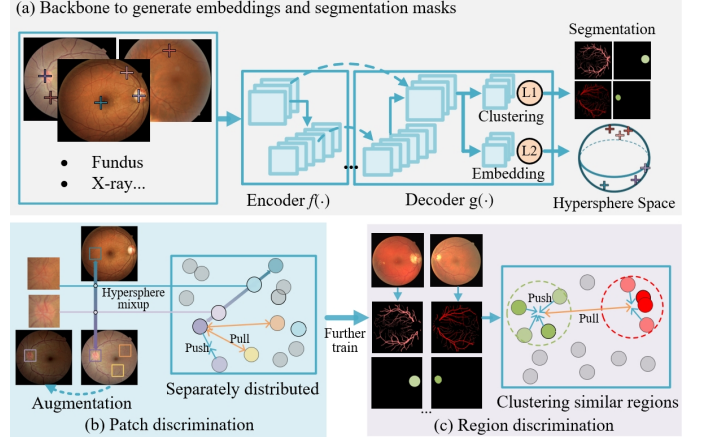 (a) Backbone to generate embeddings and segmentation masks
Segmentation
L1
Clustering
L2
Embedding
• Fundus
• X-ray...
...
Encoder f(·)
Decoder g(·)
Hypersphere Space
Hypersphere
mixup
Push
Pull
Augmentation
Separately distributed
(b) Patch discrimination
Further
train
Push
Pull
...
Clustering similar regions
(c) Region discrimination